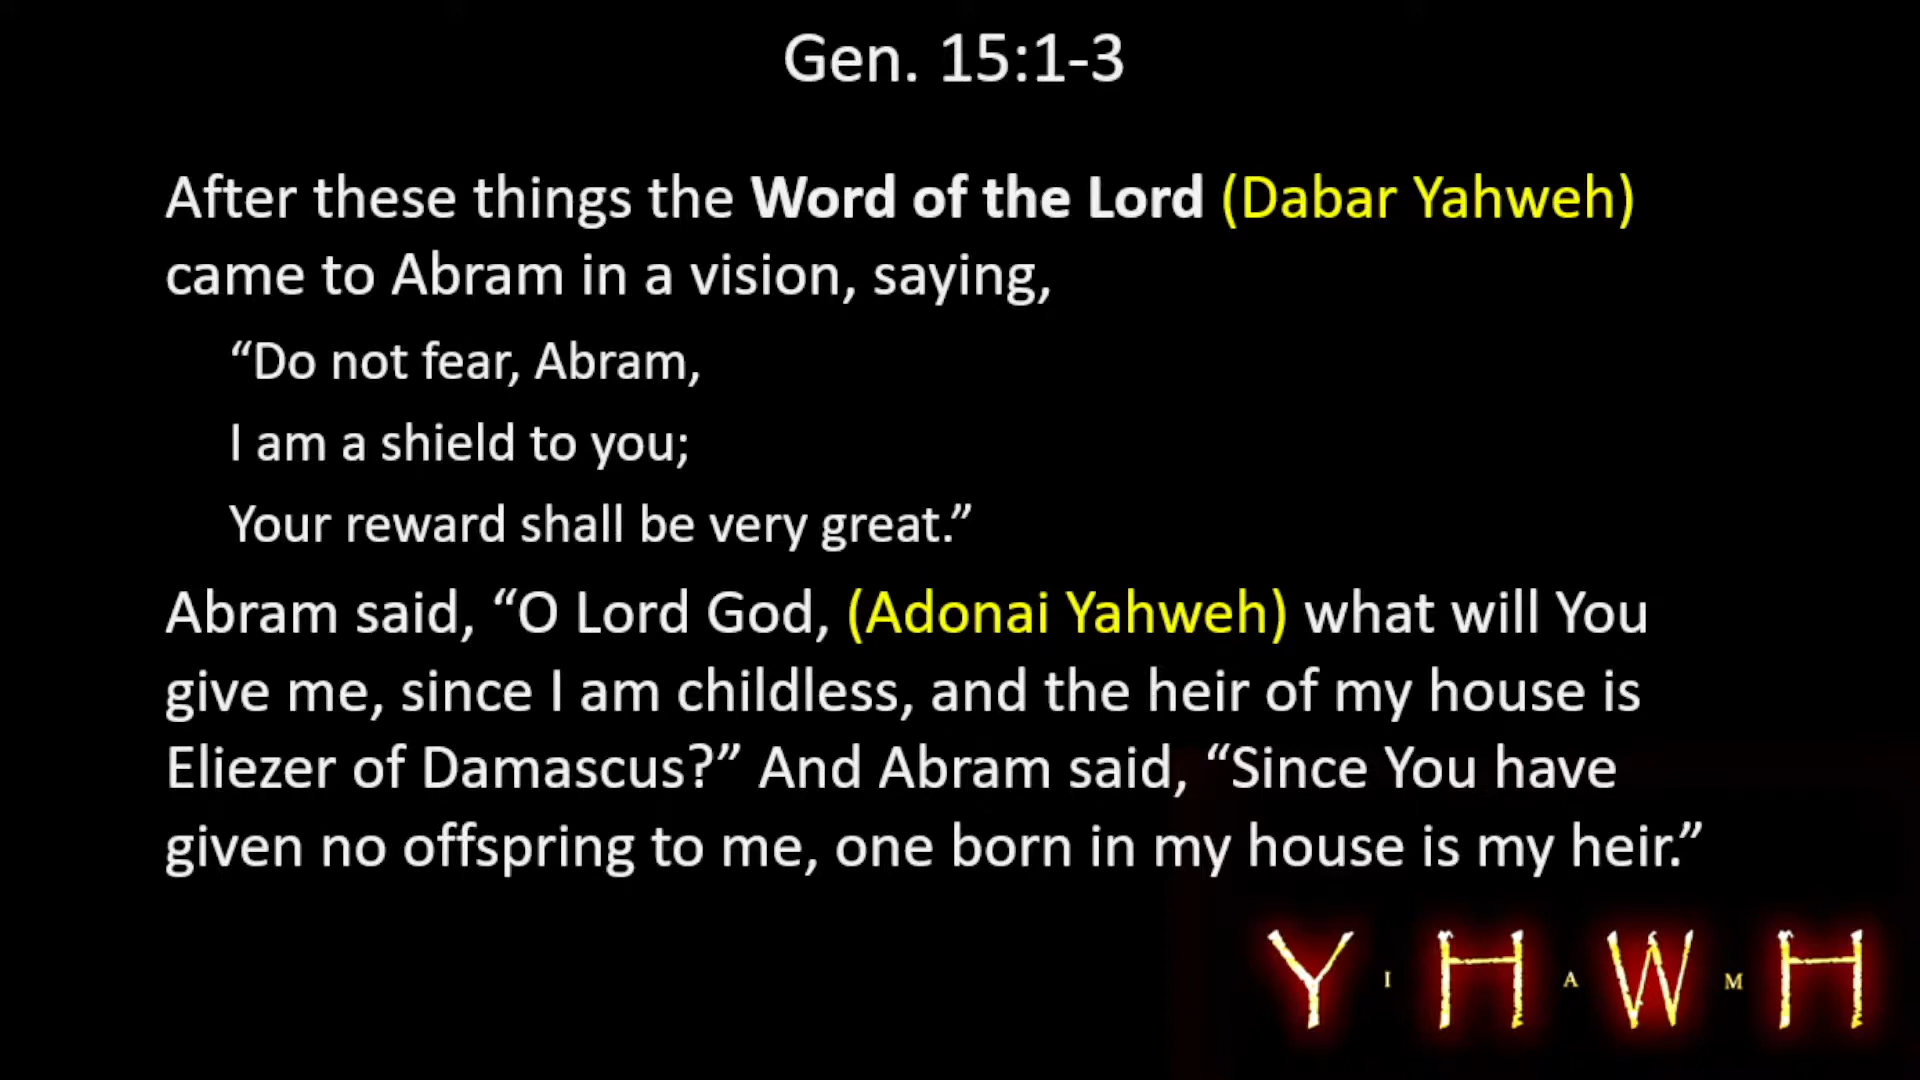 Gen. 15:1-3
After these things the Word of the Lord (Dabar Yahweh)
came to Abram in a vision, saying,
“Do not fear, Abram,
I am a shield to you;
Your reward shall be very great.”
Abram said, “O Lord God, (Adonai Yahweh) what will You
give me, since I am childless, and the heir of my house is
Eliezer of Damascus?” And Abram said, “Since You have
given no offspring to me, one born in my house is my heir.”
Y I H A W M H